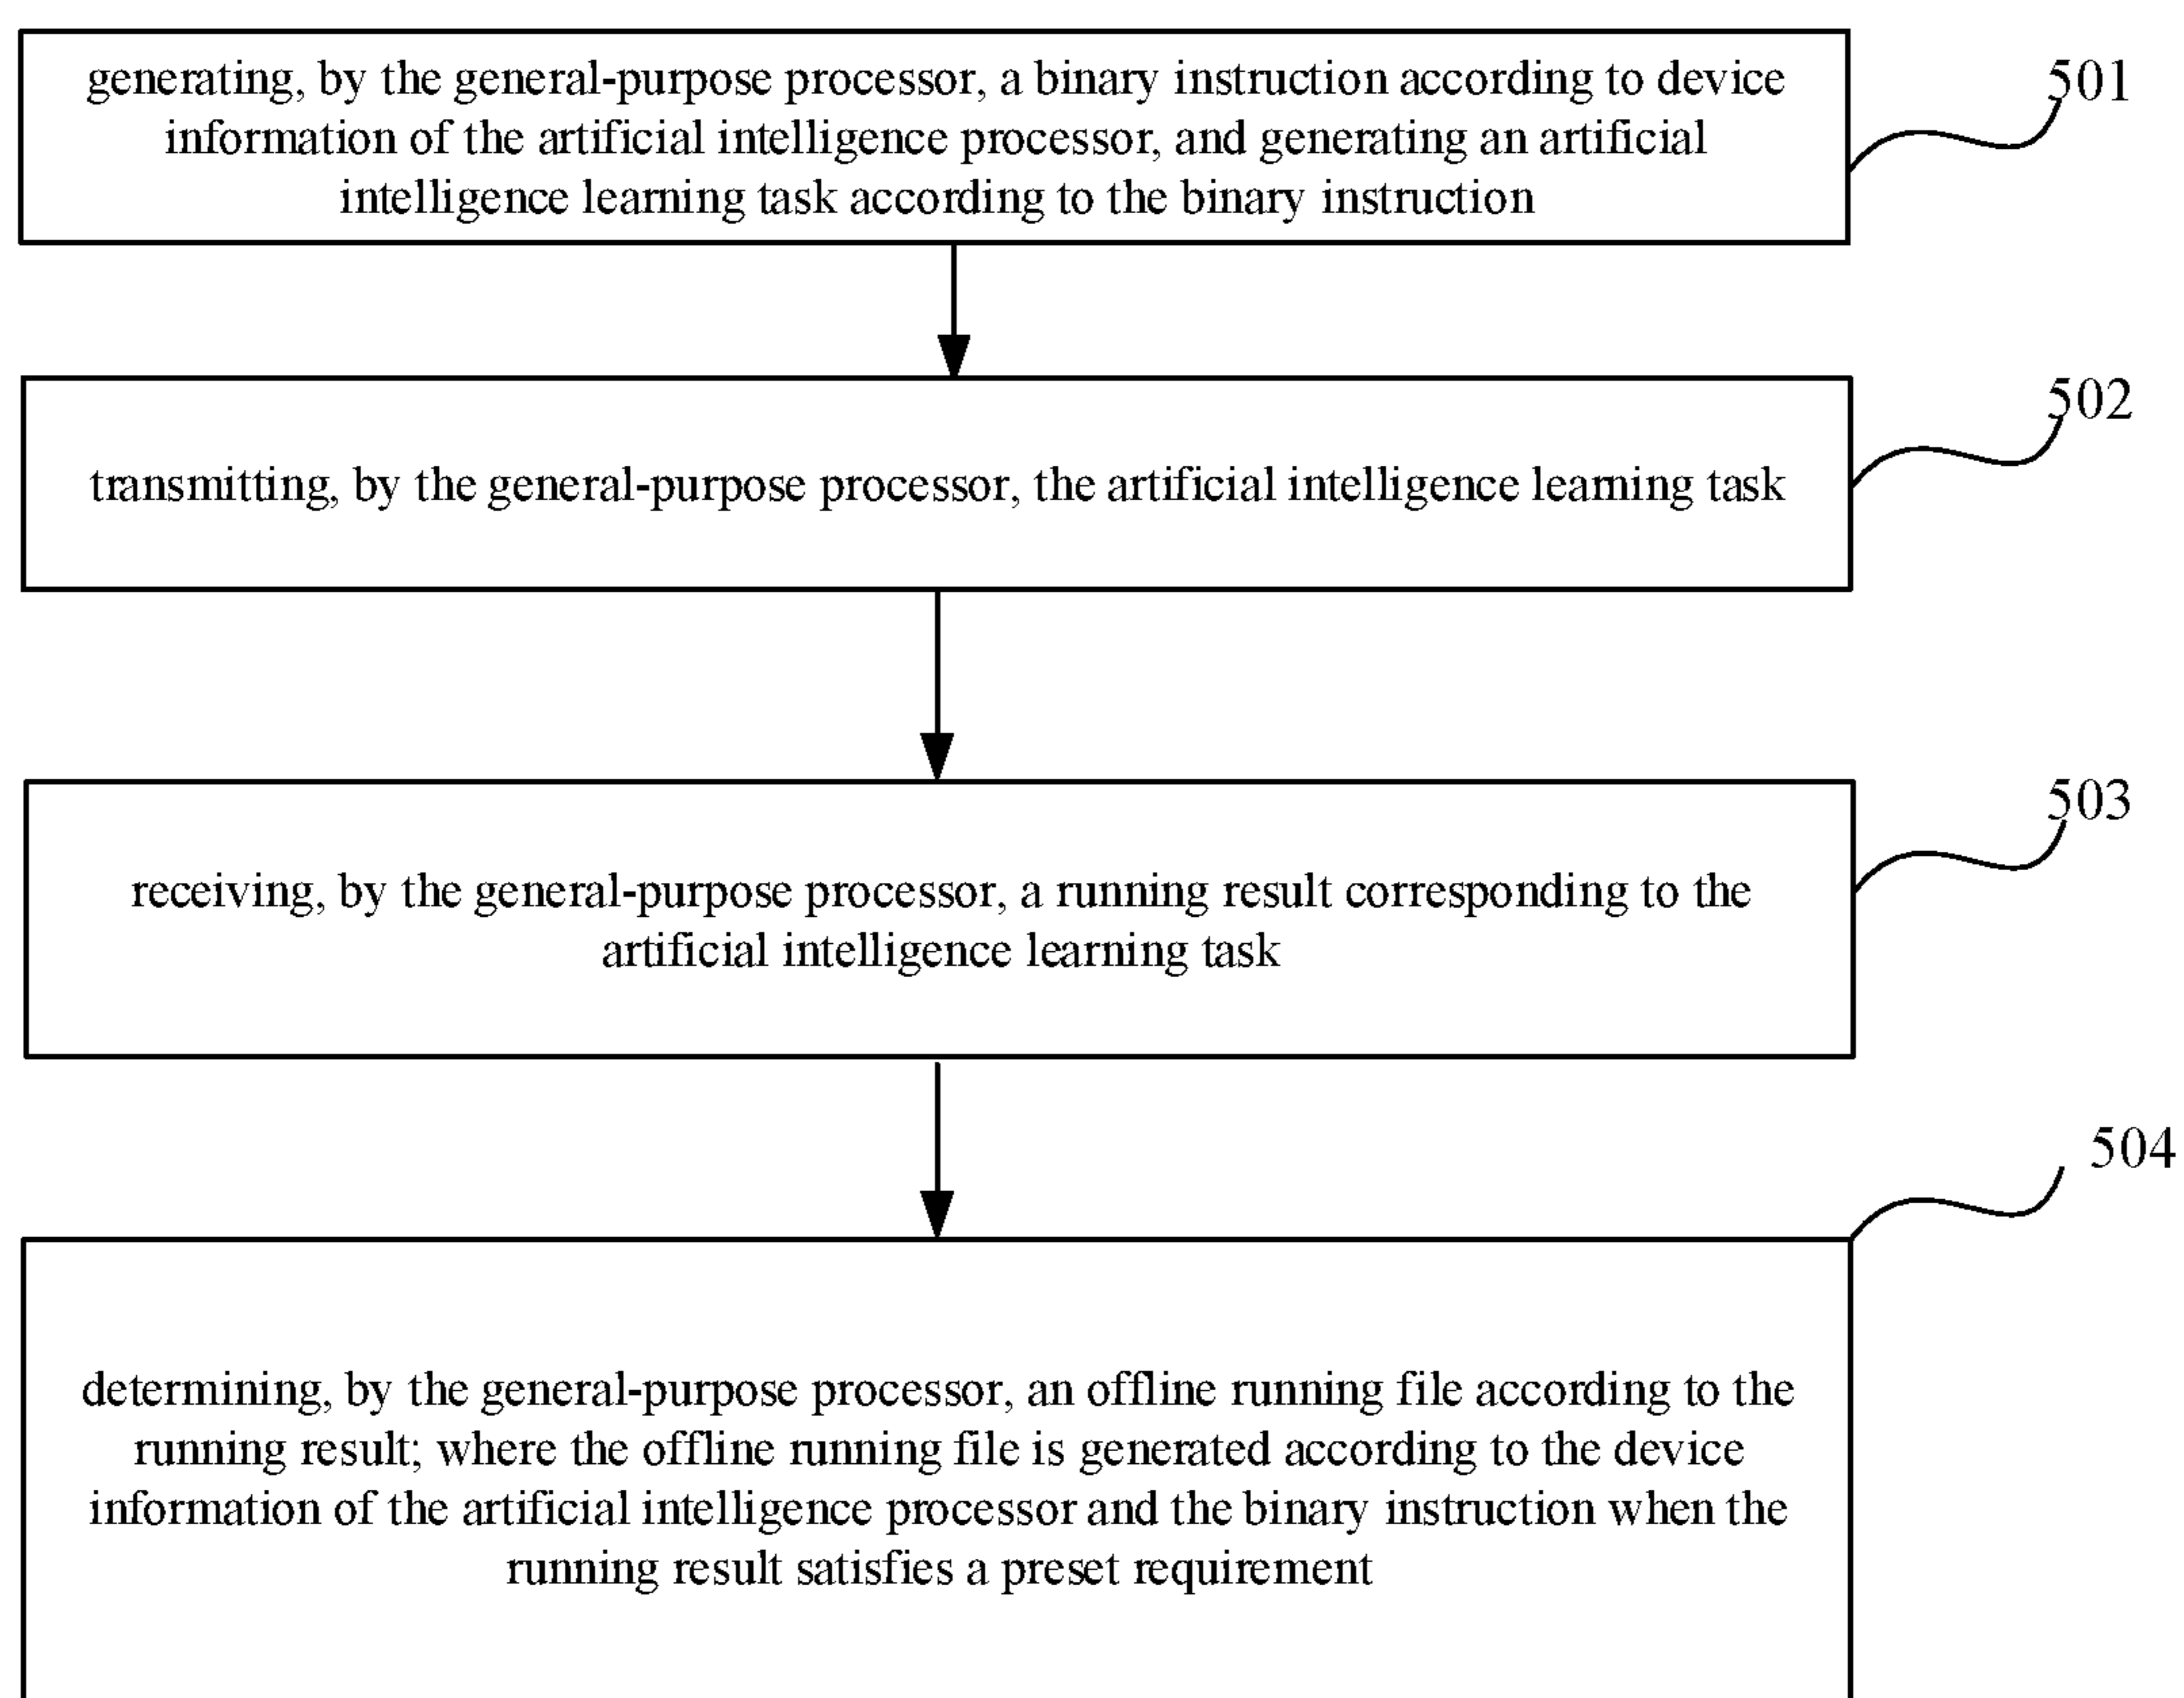 generating, by the general-purpose processor, a binary instruction according to device
information of the artificial intelligence processor, and generating an artificial
intelligence learning task according to the binary instruction
501
transmitting, by the general-purpose processor, the artificial intelligence learning task
502
receiving, by the general-purpose processor, a running result corresponding to the
artificial intelligence learning task
503
determining, by the general-purpose processor, an offline running file according to the
running result; where the offline running file is generated according to the device
information of the artificial intelligence processor and the binary instruction when the
running result satisfies a preset requirement
504